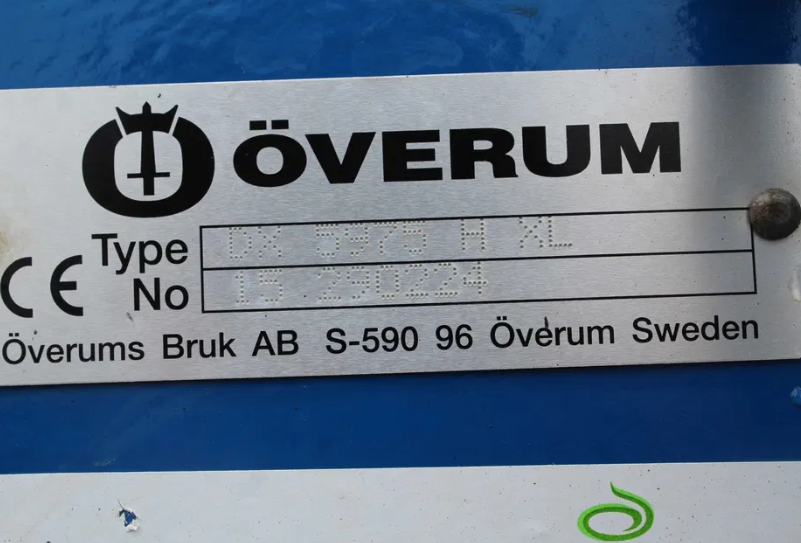 ÖVERUM
Type DX 5975 H XL
CE No 15 290224
Överums Bruk AB S-590 96 Överum Sweden